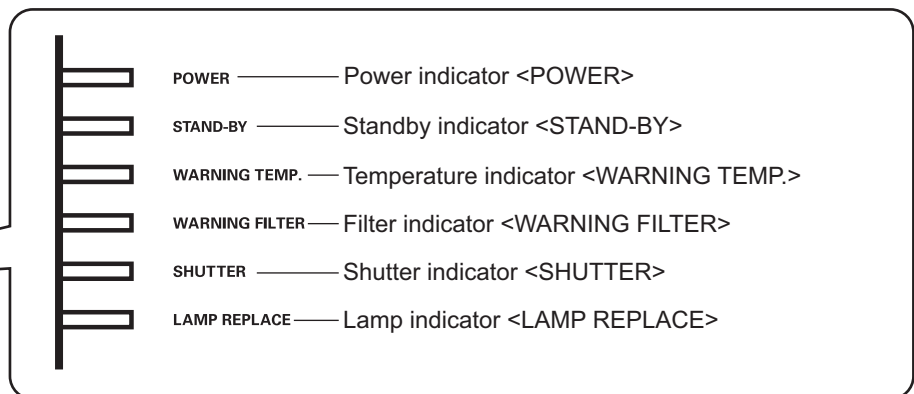 POWER Power indicator <POWER>
STAND-BY Standby indicator <STAND-BY>
WARNING TEMP. Temperature indicator <WARNING TEMP.>
WARNING FILTER Filter indicator <WARNING FILTER>
SHUTTER Shutter indicator <SHUTTER>
LAMP REPLACE Lamp indicator <LAMP REPLACE>